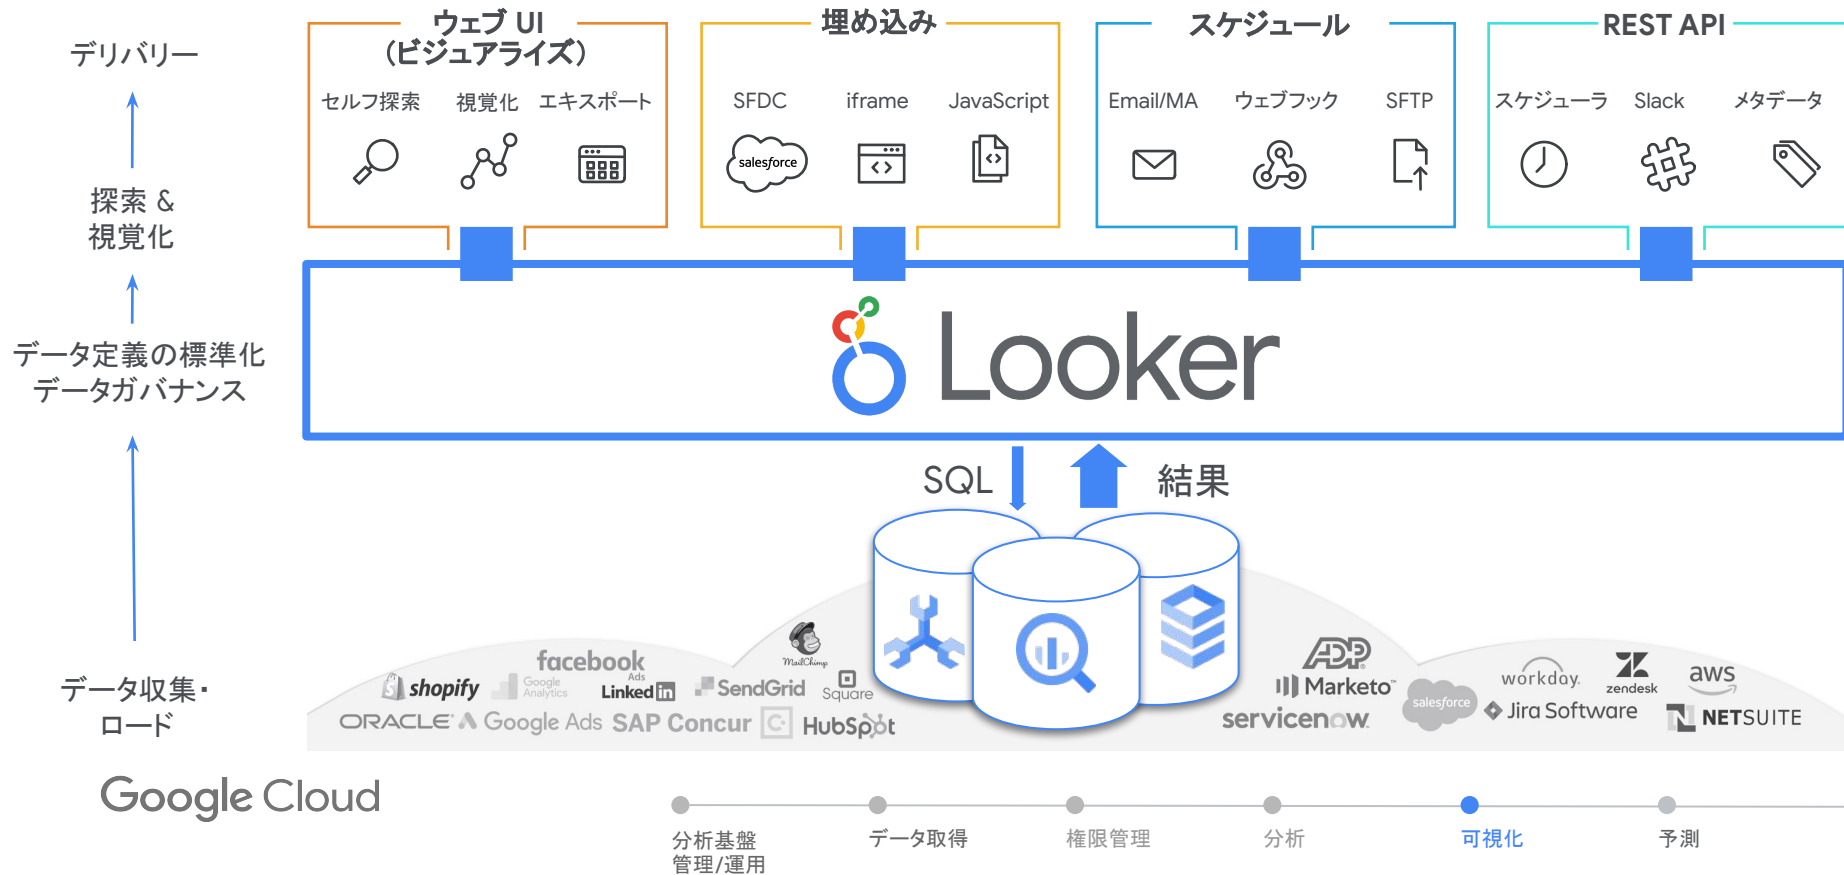 デリバリー
探索 &
視覚化
データ定義の標準化
データガバナンス
データ収集・
ロード
ウェブ UI
（ビジュアライズ）
セルフ探索 視覚化 エキスポート
埋め込み
SFDC iframe JavaScript
salesforce
スケジュール
Email/MA ウェブフック SFTP
REST API
スケジューラ Slack メタデータ
Looker
SQL 結果
MailChimp
facebook
Ads
shopify
Google
Analytics
Linked in
SendGrid
Square
ORACLE
Google Ads
SAP Concur
HubSpot
ADP
Marketo
servicenow
salesforce
workday.
zendesk
aws
Jira Software
NETSUITE
Google Cloud
分析基盤
管理/運用
データ取得
権限管理
分析
可視化
予測